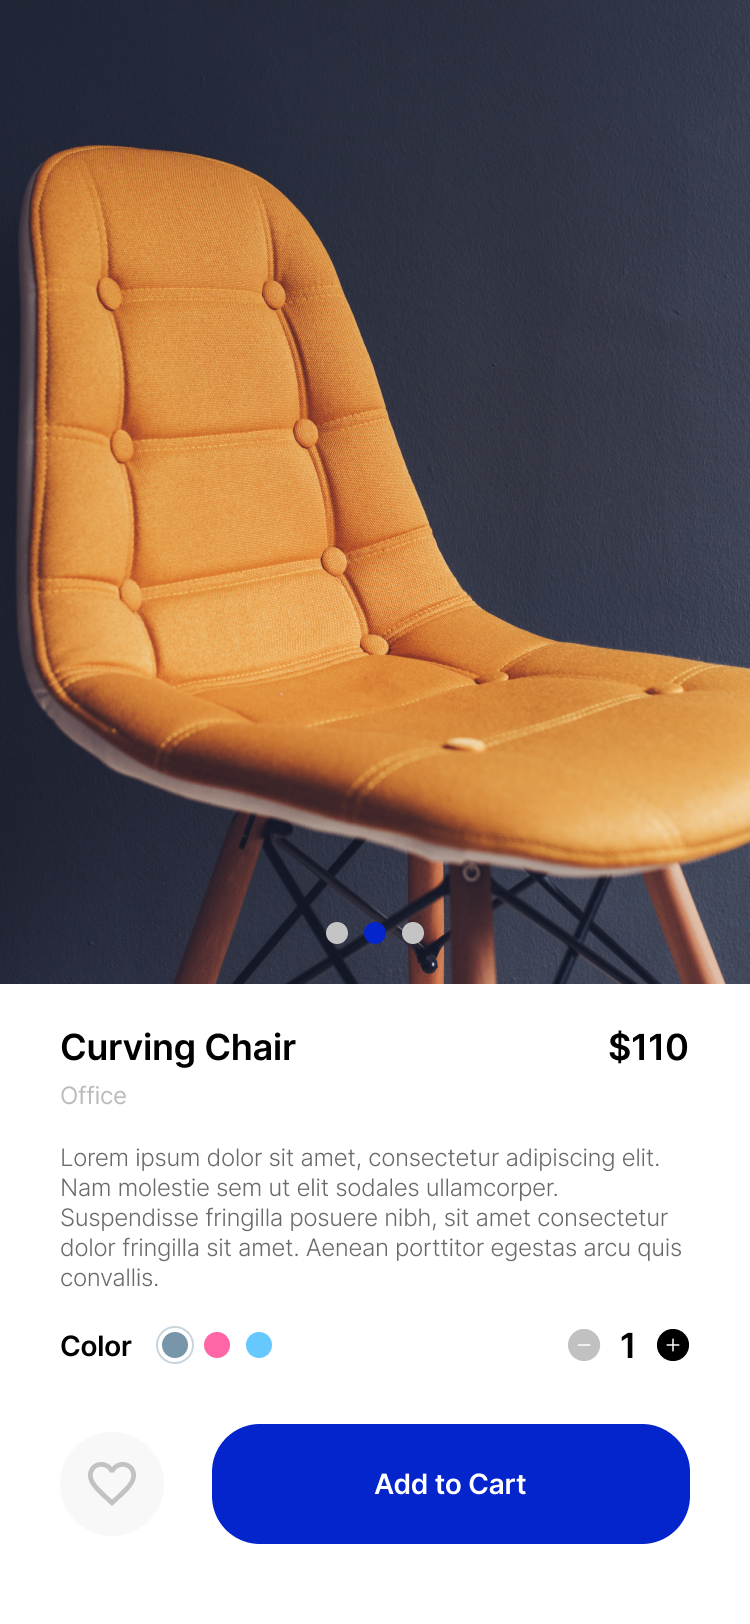 Curving Chair
$110
Office
Lorem ipsum dolor sit amet, consectetur adipiscing elit.
Nam molestie sem ut elit sodales ullamcorper.
Suspendisse fringilla posuere nibh, sit amet consectetur
dolor fringilla sit amet. Aenean porttitor egestas arcu quis
convallis.
Color
1
Add to Cart